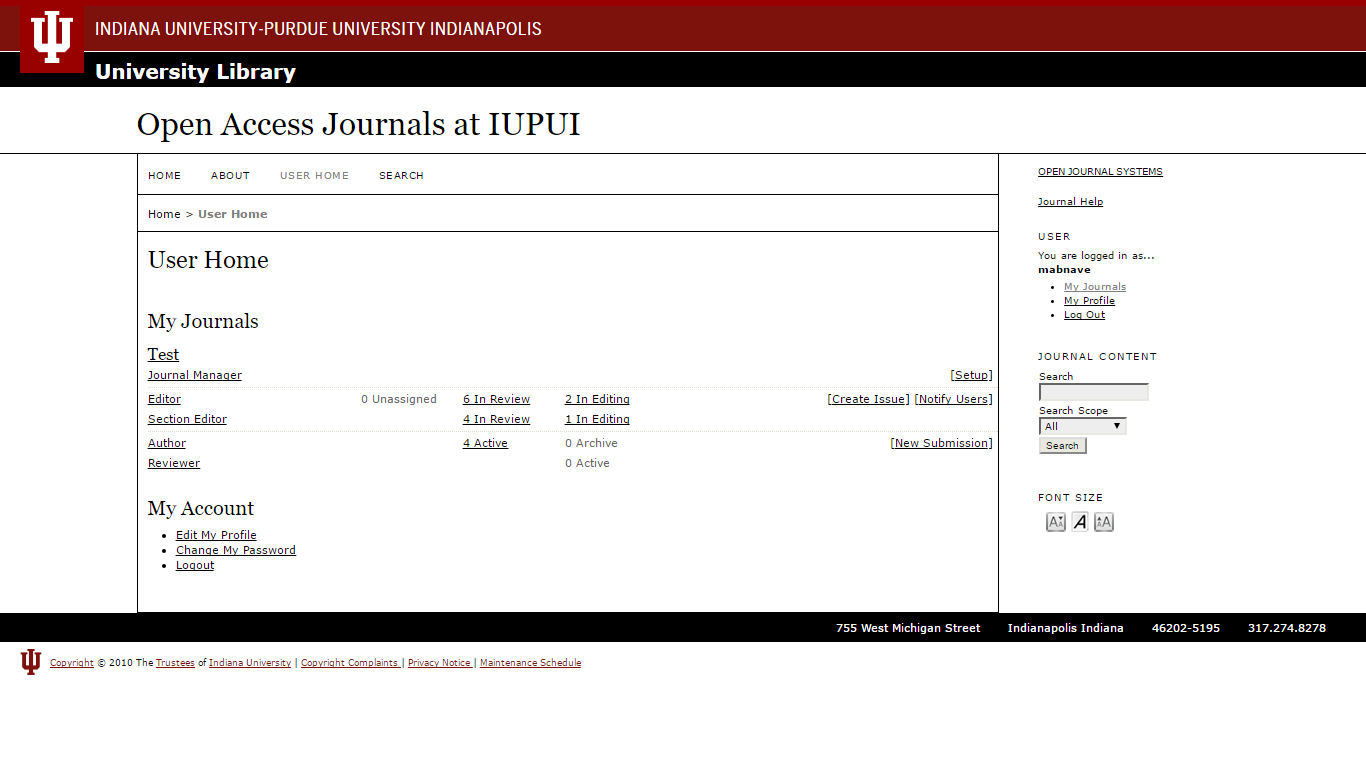 INDIANA UNIVERSITY-PURDUE UNIVERSITY INDIANAPOLIS
University Library
Open Access Journals at IUPUI
HOME ABOUT USER HOME SEARCH
Home > User Home
User Home
My Journals
Test
Journal Manager [Setup]
Editor 0 Unassigned 6 In Review 2 In Editing [Create Issue] [Notify Users]
Section Editor 4 In Review 1 In Editing
Author 4 Active 0 Archive [New Submission]
Reviewer 0 Active
My Account
Edit My Profile
Change My Password
Logout
OPEN JOURNAL SYSTEMS
Journal Help
USER
You are logged in as...
mabnave
My Journals
My Profile
Log Out
JOURNAL CONTENT
Search
Search Scope
All
Search
FONT SIZE
A A A
755 West Michigan Street Indianapolis Indiana 46202-5195 317.274.8278
Copyright © 2010 The Trustees of Indiana University | Copyright Complaints | Privacy Notice | Maintenance Schedule